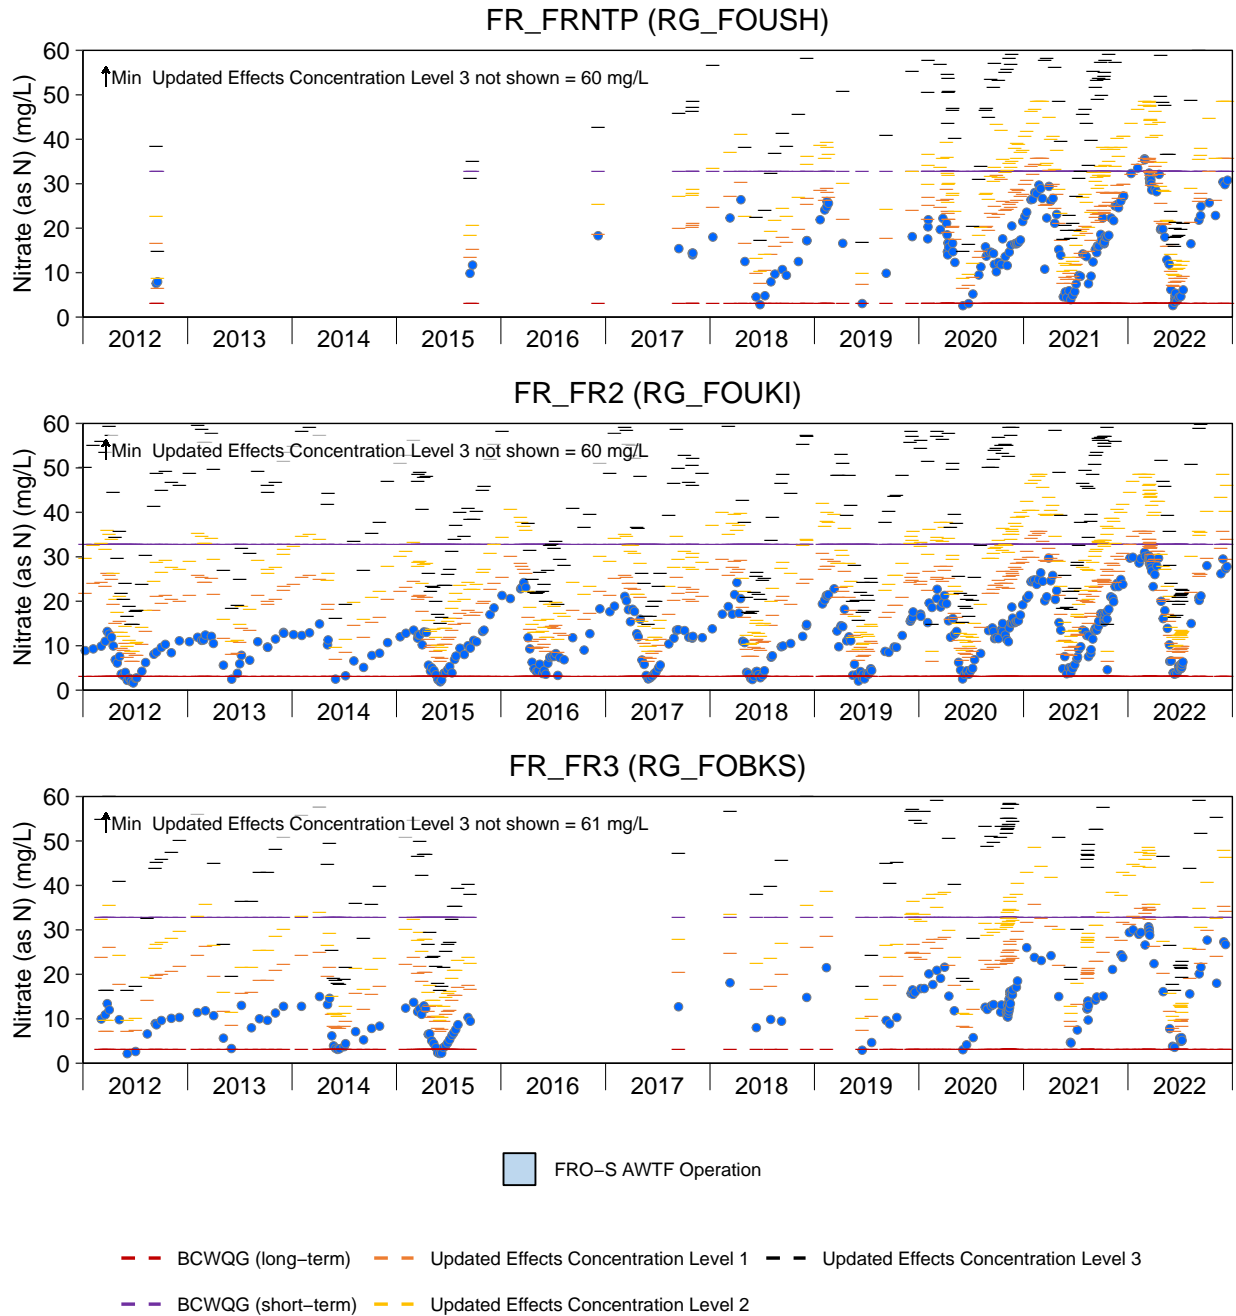 FR_FRNTP (RG_FOUSH)
Nitrate (as N) (mg/L)
60
50
40
30
20
10
0
Min Updated Effects Concentration Level 3 not shown = 60 mg/L
2012 2013 2014 2015 2016 2017 2018 2019 2020 2021 2022
FR_FR2 (RG_FOUKI)
Nitrate (as N) (mg/L)
60
50
40
30
20
10
0
Min Updated Effects Concentration Level 3 not shown = 60 mg/L
2012 2013 2014 2015 2016 2017 2018 2019 2020 2021 2022
FR_FR3 (RG_FOBKS)
Nitrate (as N) (mg/L)
60
50
40
30
20
10
0
Min Updated Effects Concentration Level 3 not shown = 61 mg/L
2012 2013 2014 2015 2016 2017 2018 2019 2020 2021 2022
FRO−S AWTF Operation
BCWQG (long−term) Updated Effects Concentration Level 1 Updated Effects Concentration Level 3
BCWQG (short−term) Updated Effects Concentration Level 2